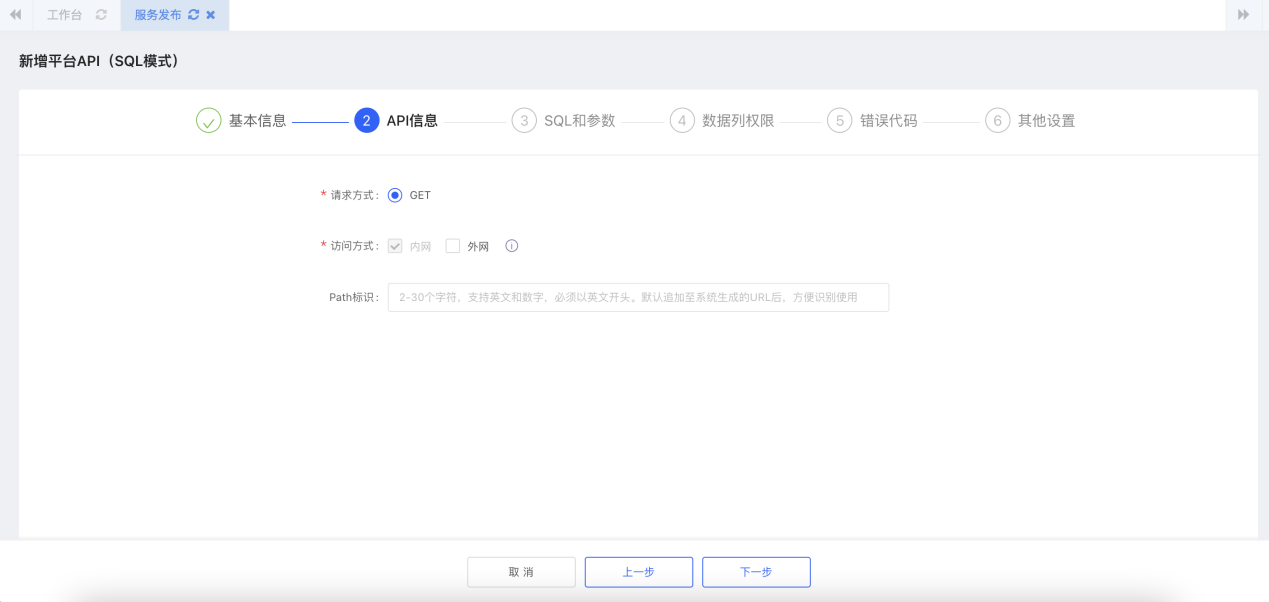 工作台 服务发布
新增平台API（SQL模式）
基本信息 2 API信息 3 SQL和参数 4 数据列权限 5 错误代码 6 其他设置
* 请求方式： GET
* 访问方式： 内网 外网
Path标识： 2-30个字符，支持英文和数字，必须以英文开头。默认追加至系统生成的URL后，方便识别使用
取 消 上一步 下一步